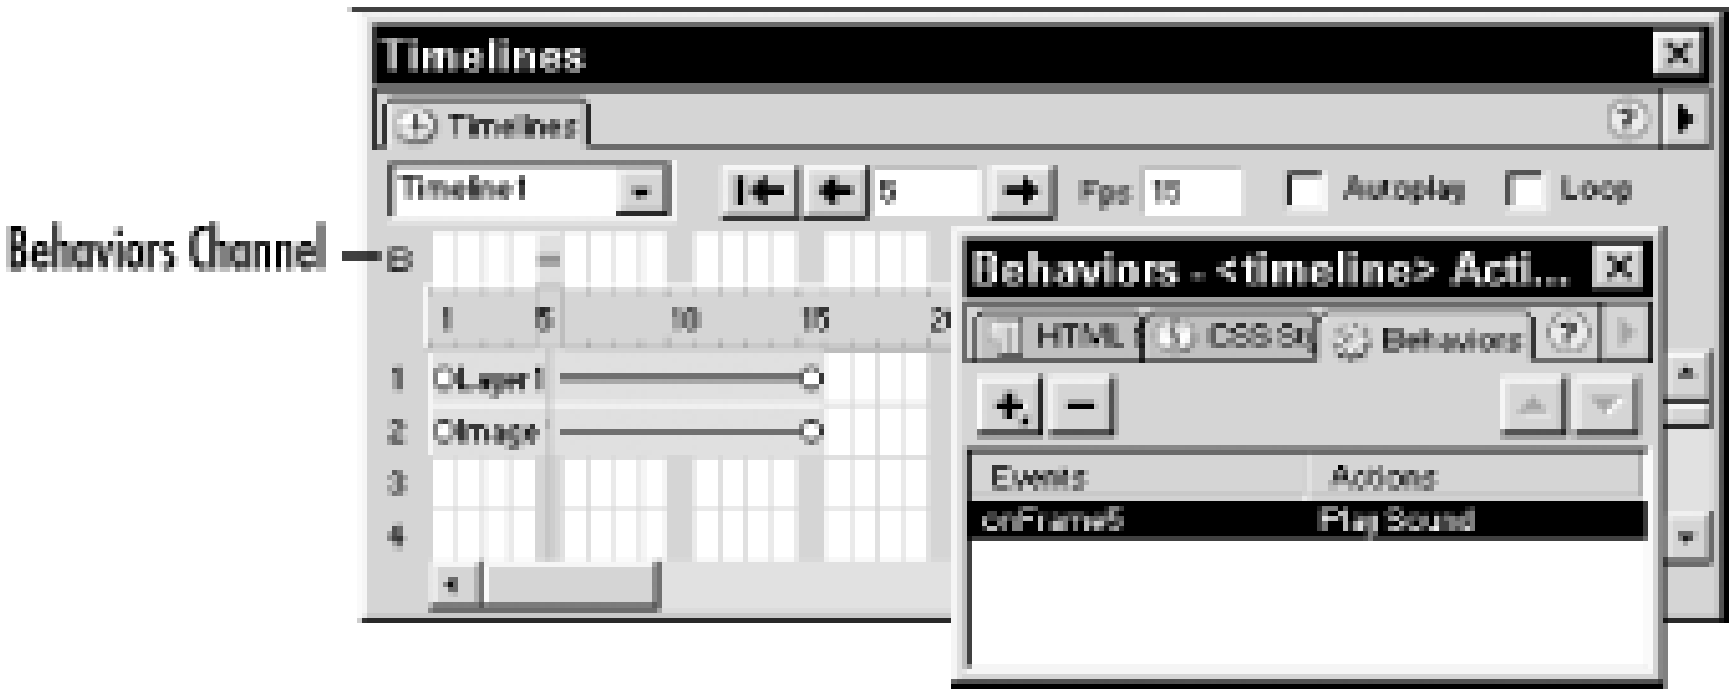 Timelines
Timelines
Timeline1 5 Fps 15 Autoplay Loop
Behaviors Channel B
1 5 10 15
1 Layer1
2 Image
3
4
Behaviors - <timeline> Acti...
HTML CSS Sty Behaviors ?
Events Actions
onFrame5 Play Sound